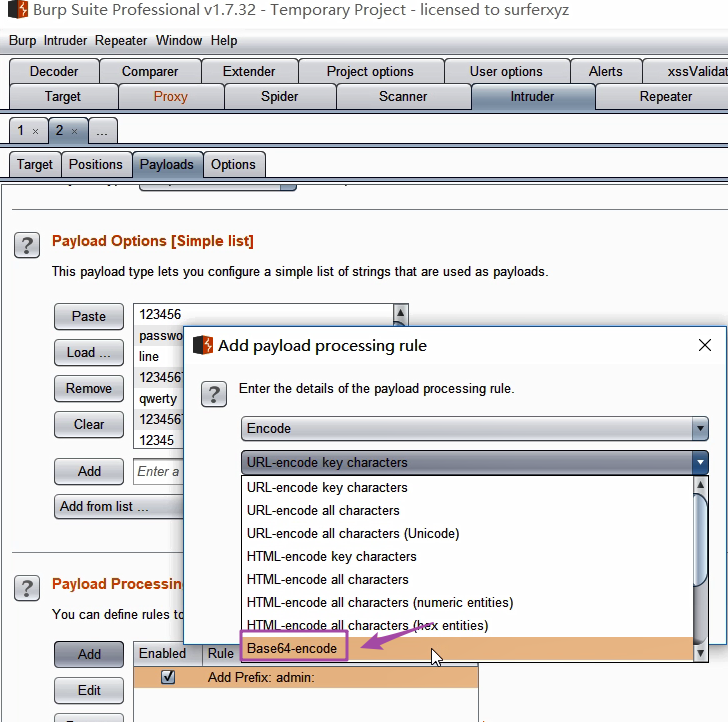 Burp Suite Professional v1.7.32 - Temporary Project - licensed to surferxyz
Burp Intruder Repeater Window Help
Decoder Comparer Extender Project options User options Alerts xssValidat
Target Proxy Spider Scanner Intruder Repeater
1 × 2 × ...
Target Positions Payloads Options
? Payload Options [Simple list]
This payload type lets you configure a simple list of strings that are used as payloads.
Paste
Load ...
Remove
Clear
123456
passwo
line
123456
qwerty
123456
12345
Add
Enter a
Add from list ...
Add payload processing rule
? Enter the details of the payload processing rule.
Encode
URL-encode key characters
URL-encode key characters
URL-encode all characters
URL-encode all characters (Unicode)
HTML-encode key characters
HTML-encode all characters
HTML-encode all characters (numeric entities)
HTML-encode all characters (hex entities)
Base64-encode
? Payload Processing
You can define rules to
Add
Edit
Enabled Rule
Add Prefix: admin: